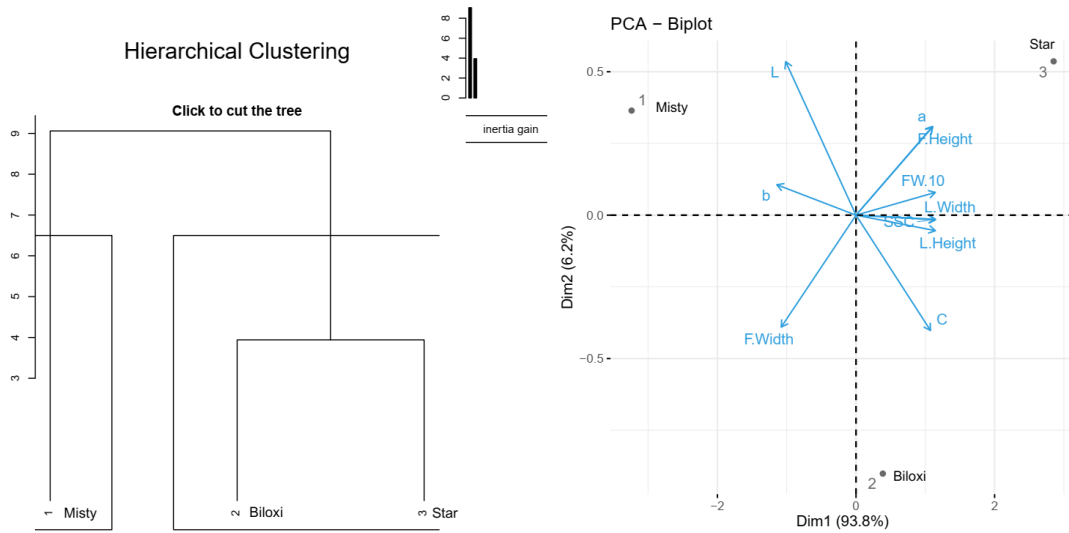 Hierarchical Clustering
Click to cut the tree
9
8
7
6
5
4
3
1 Misty
2 Biloxi
3 Star
8
6
4
2
0
inertia gain
PCA − Biplot
Star
3
1
Misty
L
a
F.Height
FW.10
b
L.Width
SSC
L.Height
C
F.Width
2
Biloxi
0.5
0.0
−0.5
Dim2 (6.2%)
−2
0
2
Dim1 (93.8%)